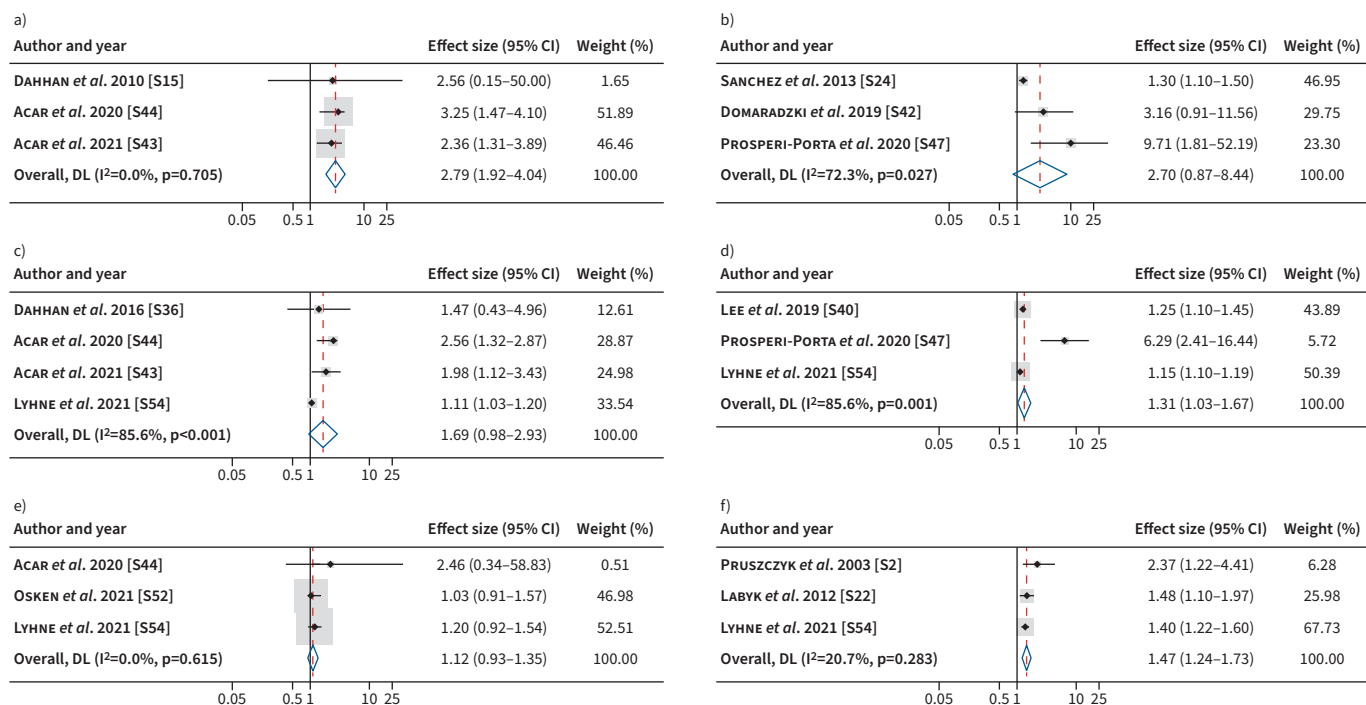 a)
Author and year Effect size (95% CI) Weight (%)
Dahhan et al. 2010 [S15] 2.56 (0.15–50.00) 1.65
Acar et al. 2020 [S44] 3.25 (1.47–4.10) 51.89
Acar et al. 2021 [S43] 2.36 (1.31–3.89) 46.46
Overall, DL (I²=0.0%, p=0.705) 2.79 (1.92–4.04) 100.00
0.05 0.5 1 10 25
b)
Author and year Effect size (95% CI) Weight (%)
Sanchez et al. 2013 [S24] 1.30 (1.10–1.50) 46.95
Domaradzki et al. 2019 [S42] 3.16 (0.91–11.56) 29.75
Prosperi-Porta et al. 2020 [S47] 9.71 (1.81–52.19) 23.30
Overall, DL (I²=72.3%, p=0.027) 2.70 (0.87–8.44) 100.00
0.05 0.5 1 10 25
c)
Author and year Effect size (95% CI) Weight (%)
Dahhan et al. 2016 [S36] 1.47 (0.43–4.96) 12.61
Acar et al. 2020 [S44] 2.56 (1.32–2.87) 28.87
Acar et al. 2021 [S43] 1.98 (1.12–3.43) 24.98
Lyhne et al. 2021 [S54] 1.11 (1.03–1.20) 33.54
Overall, DL (I²=85.6%, p<0.001) 1.69 (0.98–2.93) 100.00
0.05 0.5 1 10 25
d)
Author and year Effect size (95% CI) Weight (%)
Lee et al. 2019 [S40] 1.25 (1.10–1.45) 43.89
Prosperi-Porta et al. 2020 [S47] 6.29 (2.41–16.44) 5.72
Lyhne et al. 2021 [S54] 1.15 (1.10–1.19) 50.39
Overall, DL (I²=85.6%, p=0.001) 1.31 (1.03–1.67) 100.00
0.05 0.5 1 10 25
e)
Author and year Effect size (95% CI) Weight (%)
Acar et al. 2020 [S44] 2.46 (0.34–58.83) 0.51
Osken et al. 2021 [S52] 1.03 (0.91–1.57) 46.98
Lyhne et al. 2021 [S54] 1.20 (0.92–1.54) 52.51
Overall, DL (I²=0.0%, p=0.615) 1.12 (0.93–1.35) 100.00
0.05 0.5 1 10 25
f)
Author and year Effect size (95% CI) Weight (%)
Pruszczyk et al. 2003 [S2] 2.37 (1.22–4.41) 6.28
Labyk et al. 2012 [S22] 1.48 (1.10–1.97) 25.98
Lyhne et al. 2021 [S54] 1.40 (1.22–1.60) 67.73
Overall, DL (I²=20.7%, p=0.283) 1.47 (1.24–1.73) 100.00
0.05 0.5 1 10 25